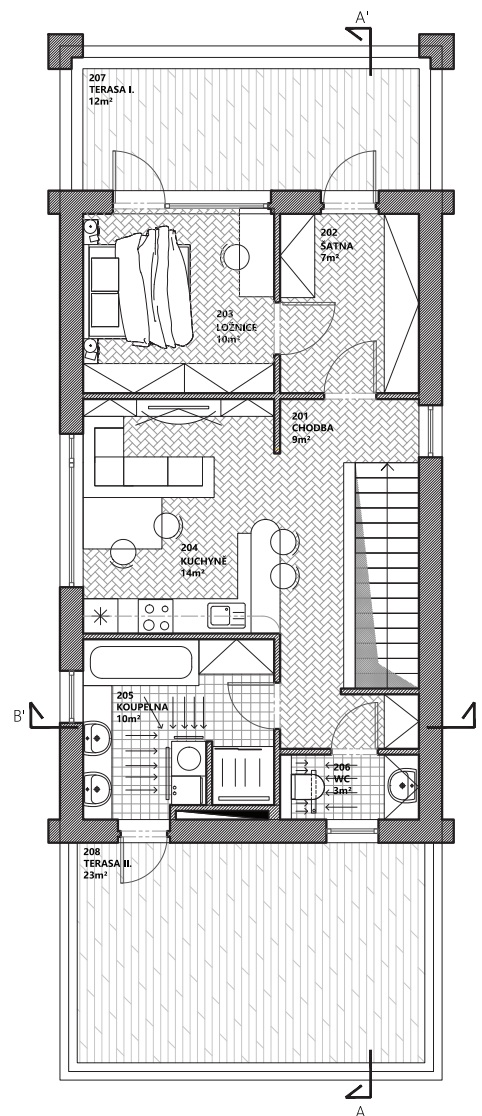 A'
207
TERASA I.
12m²
202
ŠATNA
7m²
203
LOŽNICE
10m²
201
CHODBA
9m²
204
KUCHYNĚ
14m²
205
KOUPELNA
10m²
B'
206
WC
3m²
208
TERASA II.
23m²
A